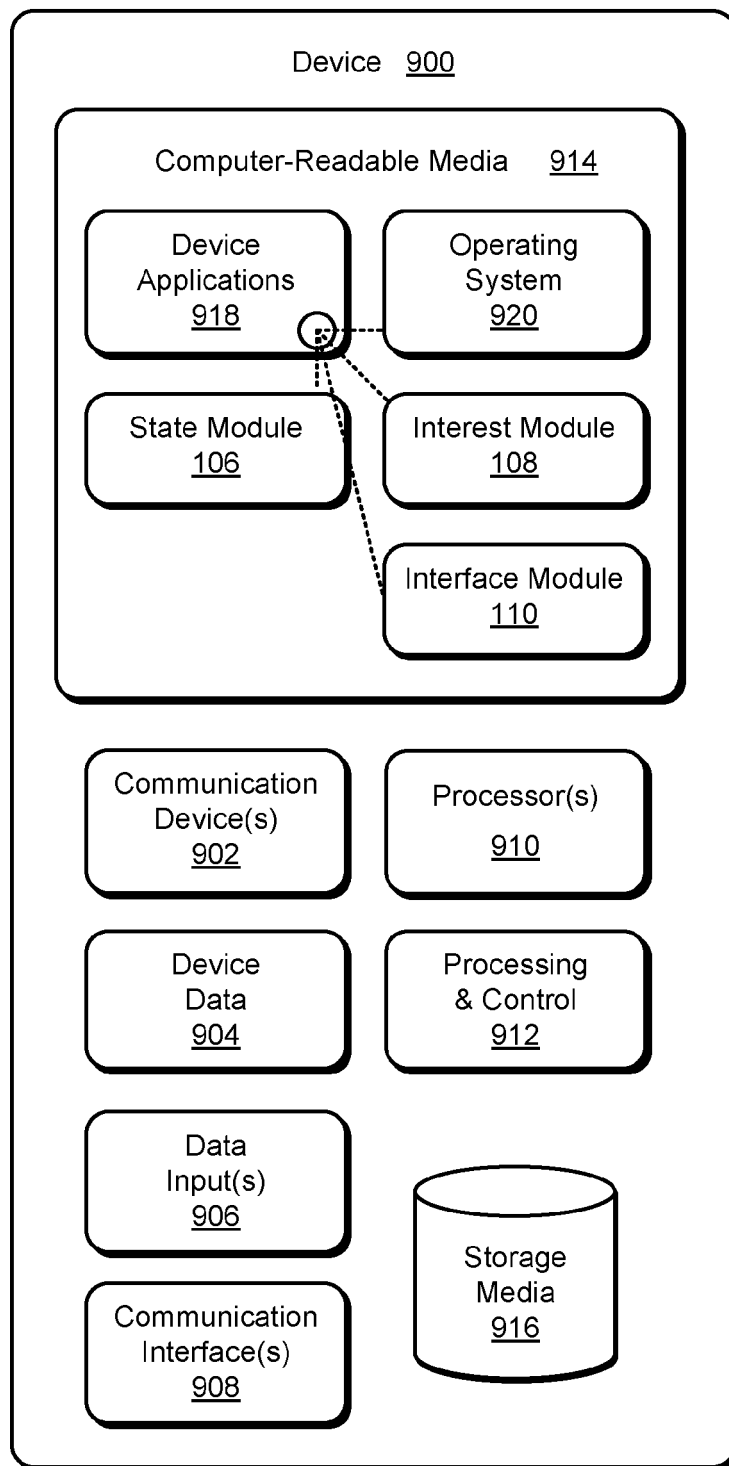 Device 900
Computer-Readable Media 914
Device
Applications
918
Operating
System
920
State Module
106
Interest Module
108
Interface Module
110
Communication
Device(s)
902
Processor(s)
910
Device
Data
904
Processing
& Control
912
Data
Input(s)
906
Storage
Media
916
Communication
Interface(s)
908